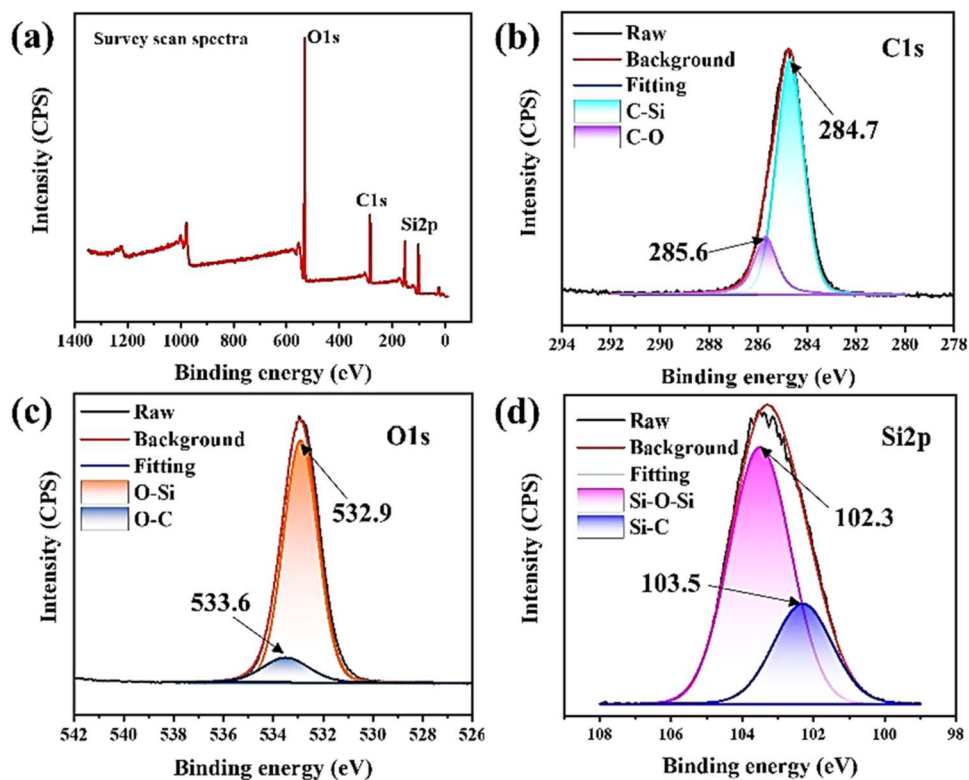 (a)
Survey scan spectra
O1s
C1s
Si2p
Intensity (CPS)
1400 1200 1000 800 600 400 200 0
Binding energy (eV)
(b)
Raw
Background
Fitting
C-Si
C-O
C1s
284.7
285.6
Intensity (CPS)
294 292 290 288 286 284 282 280 278
Binding energy (eV)
(c)
Raw
Background
Fitting
O-Si
O-C
O1s
532.9
533.6
Intensity (CPS)
542 540 538 536 534 532 530 528 526
Binding energy (eV)
(d)
Raw
Background
Fitting
Si-O-Si
Si-C
Si2p
102.3
103.5
Intensity (CPS)
108 106 104 102 100 98
Binding energy (eV)